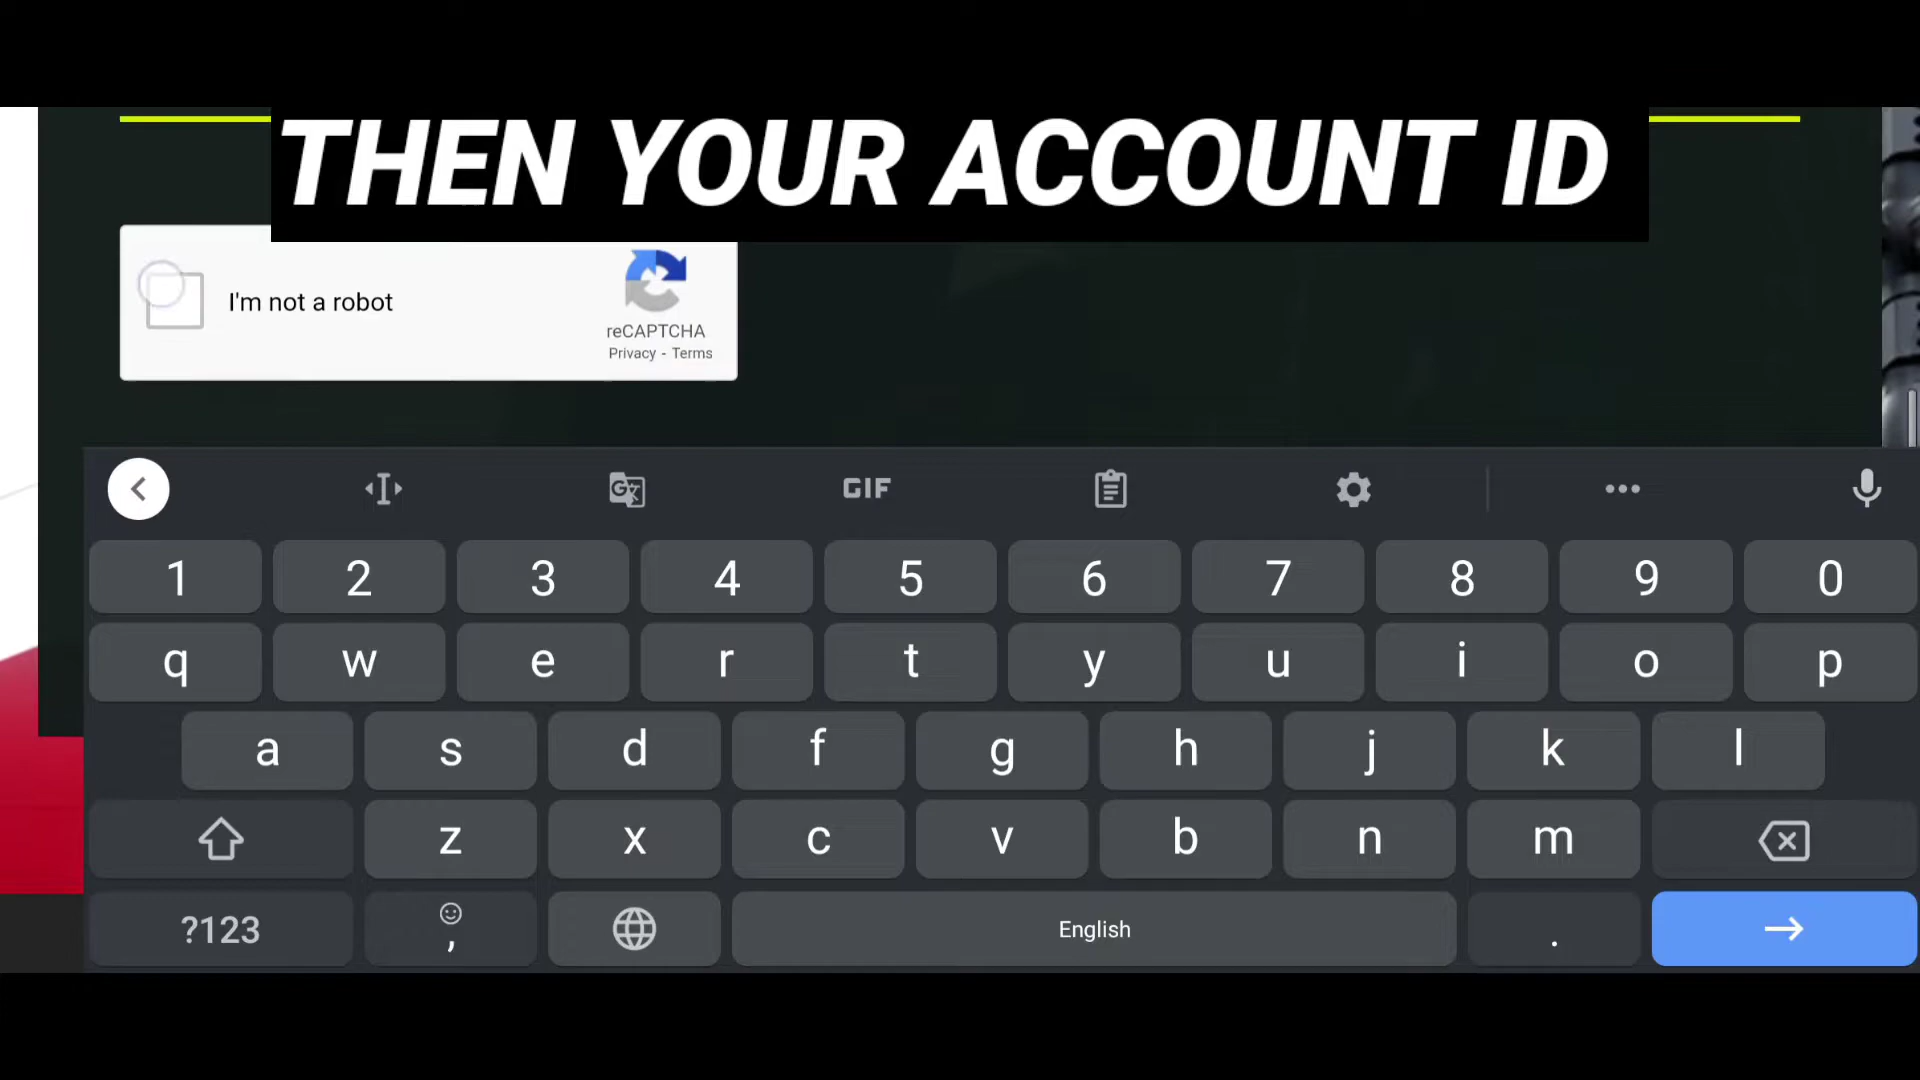 THEN YOUR ACCOUNT ID
I'm not a robot
reCAPTCHA
Privacy - Terms
GIF
1 2 3 4 5 6 7 8 9 0
q w e r t y u i o p
a s d f g h j k l
z x c v b n m
?123 , English .